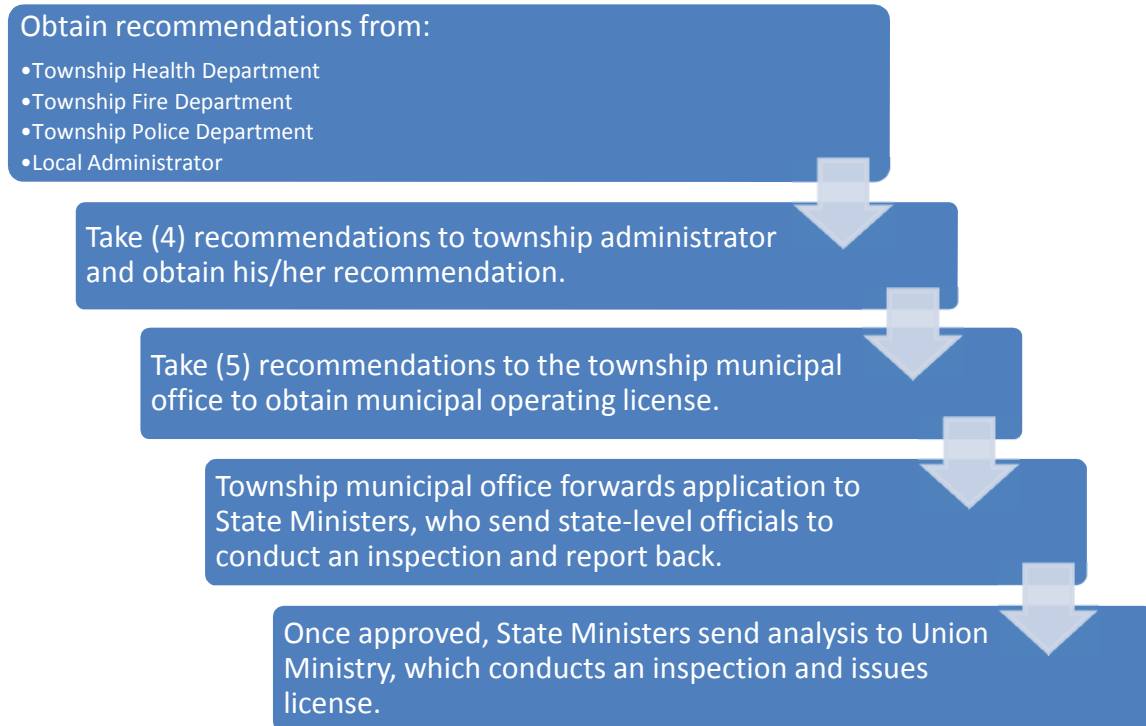 Obtain recommendations from:
•Township Health Department
•Township Fire Department
•Township Police Department
•Local Administrator
Take (4) recommendations to township administrator
and obtain his/her recommendation.
Take (5) recommendations to the township municipal
office to obtain municipal operating license.
Township municipal office forwards application to
State Ministers, who send state-level officials to
conduct an inspection and report back.
Once approved, State Ministers send analysis to Union
Ministry, which conducts an inspection and issues
license.